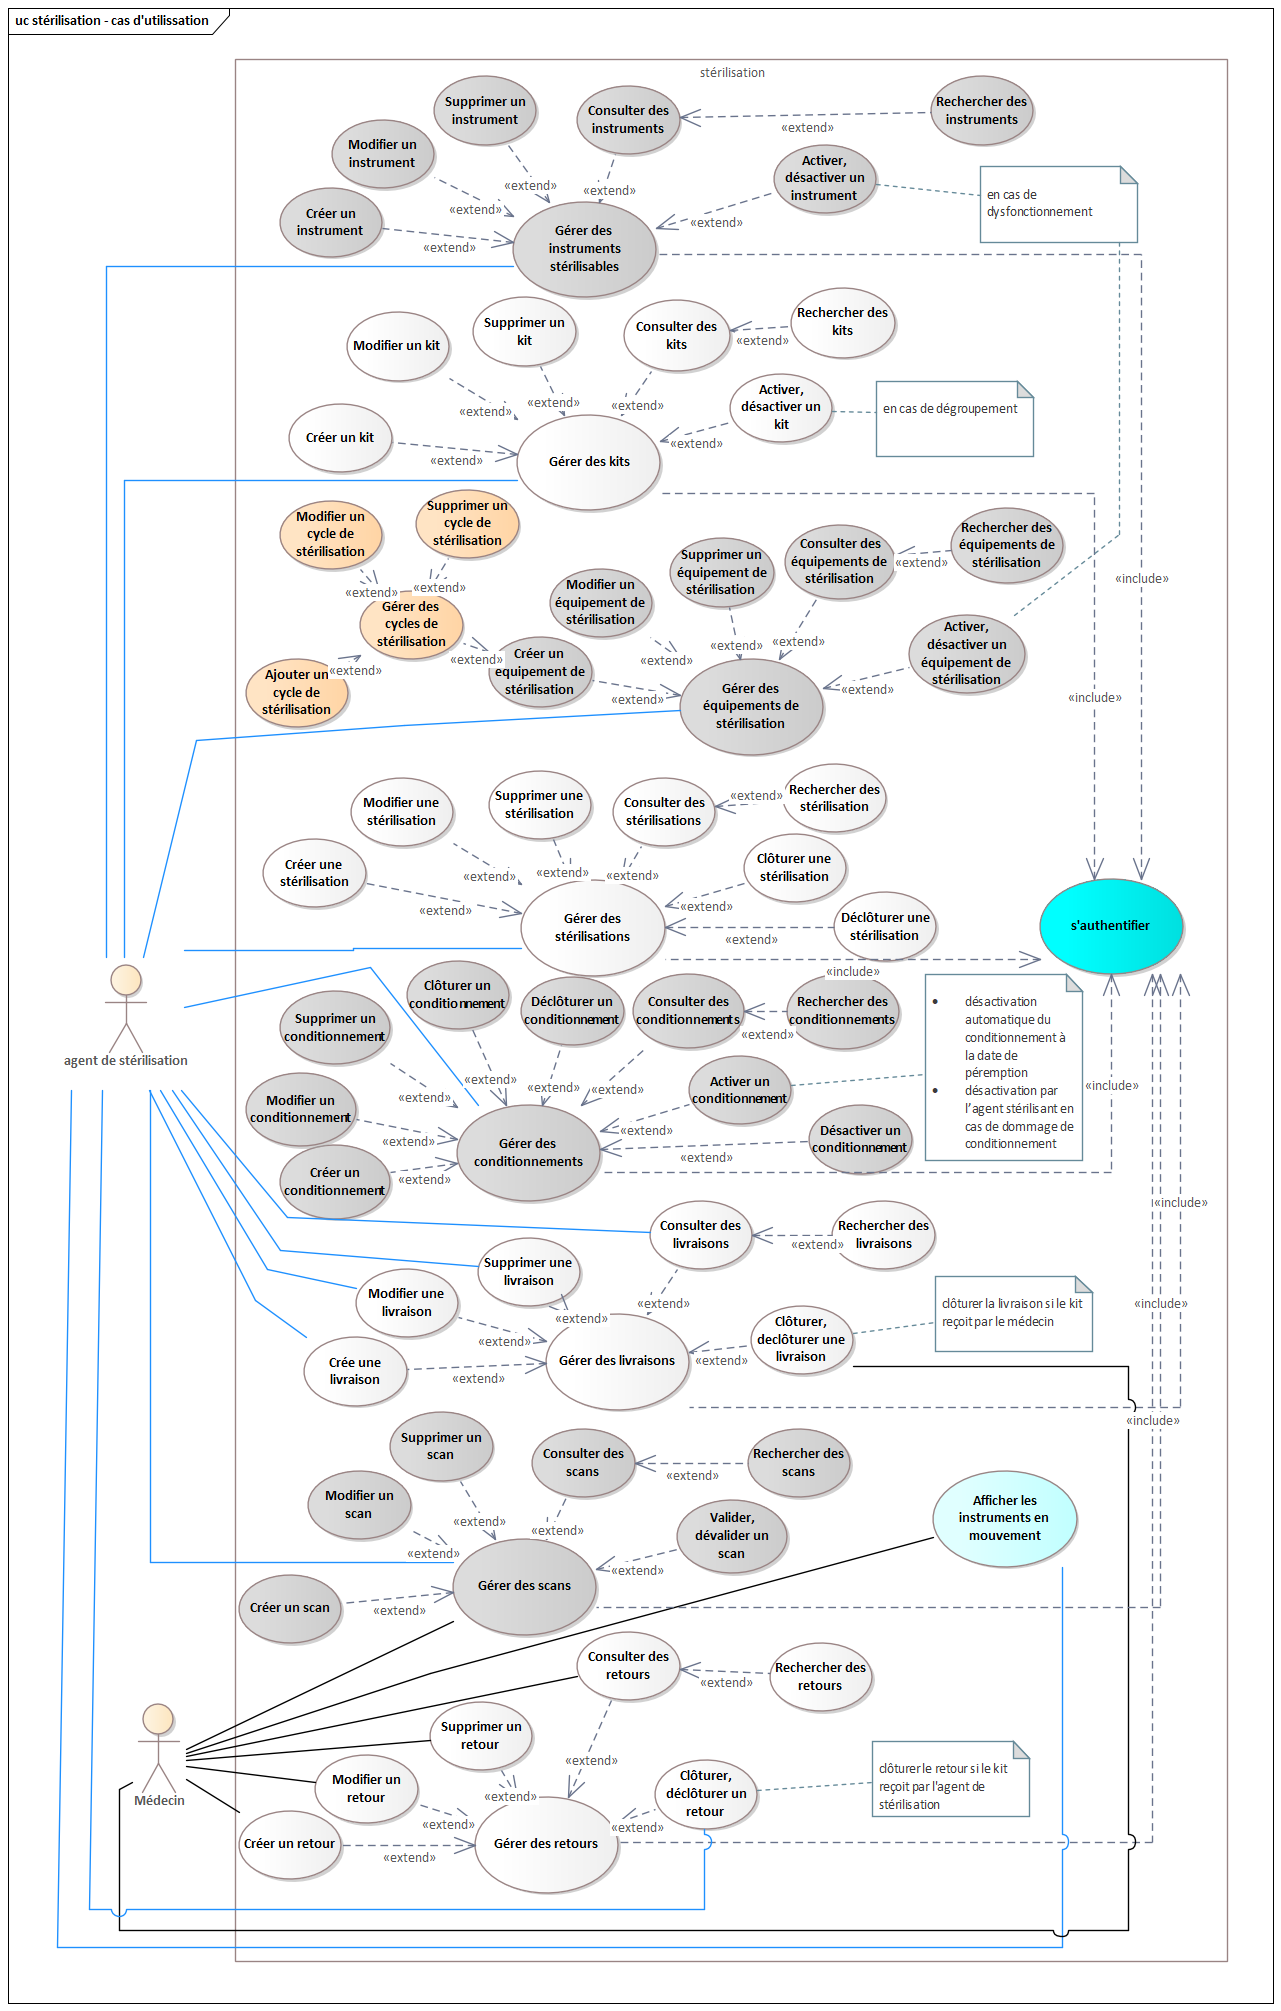 uc stérilisation - cas d'utilissation
stérilisation
Supprimer un
instrument
Consulter des
instruments
Rechercher des
instruments
«extend»
Modifier un
instrument
Activer,
désactiver un
instrument
en cas de
dysfonctionnement
«extend»
«extend»
«extend»
«extend»
Créer un
instrument
«extend»
Gérer des
instruments
stérilisables
Supprimer un
kit
Consulter des
kits
Rechercher des
kits
«extend»
Modifier un kit
Activer,
désactiver un
kit
en cas de dégroupement
«extend»
«extend»
«extend»
«extend»
Créer un kit
«extend»
Gérer des kits
Modifier un
cycle de
stérilisation
Supprimer un
cycle de
stérilisation
Rechercher des
équipements de
stérilisation
Consulter des
équipements de
stérilisation
«extend»
Supprimer un
équipement de
stérilisation
Modifier un
équipement de
stérilisation
«include»
«extend»
«extend»
Gérer des
cycles de
stérilisation
Activer,
désactiver un
équipement de
stérilisation
«extend»
«extend»
«extend»
«extend»
Créer un
équipement de
stérilisation
Ajouter un
cycle de
stérilisation
«extend»
«extend»
«extend»
Gérer des
équipements de
stérilisation
«include»
Modifier une
stérilisation
Supprimer une
stérilisation
Consulter des
stérilisations
Rechercher des
stérilisation
«extend»
Créer une
stérilisation
Clôturer une
stérilisation
«extend»
«extend»
«extend»
«extend»
«extend»
Gérer des
stérilisations
Déclôturer une
stérilisation
«extend»
s'authentifier
«include»
agent de stérilisation
Clôturer un
conditionnement
Déclôturer un
conditionnement
Consulter des
conditionnements
Rechercher des
conditionnements
«extend»
Supprimer un
conditionnement
• désactivation
automatique du
conditionnement à
la date de
péremption
• désactivation par
l'agent stérilisant en
cas de dommage de
conditionnement
«include»
Activer un
conditionnement
«extend»
«extend»
«extend»
«extend»
Modifier un
conditionnement
«extend»
«extend»
Désactiver un
conditionnement
«extend»
Gérer des
conditionnements
Créer un
conditionnement
«extend»
«include»
Consulter des
livraisons
Rechercher des
livraisons
«extend»
Supprimer une
livraison
Modifier une
livraison
clôturer la livraison si le kit
reçoit par le médecin
«include»
«extend»
«extend»
«extend»
Clôturer,
declôturer une
livraison
«extend»
Gérer des livraisons
Crée une
livraison
«extend»
«include»
Supprimer un
scan
Consulter des
scans
Rechercher des
scans
«extend»
Modifier un
scan
Valider,
dévalider un
scan
Afficher les
instruments en
mouvement
«extend»
«extend»
«extend»
«extend»
Gérer des scans
Créer un scan
«extend»
Consulter des
retours
Rechercher des
retours
«extend»
Supprimer un
retour
«extend»
Médecin
Modifier un
retour
Clôturer,
déclôturer un
retour
clôturer le retour si le kit
reçoit par l'agent de
stérilisation
«extend»
«extend»
«extend»
Créer un retour
«extend»
Gérer des retours